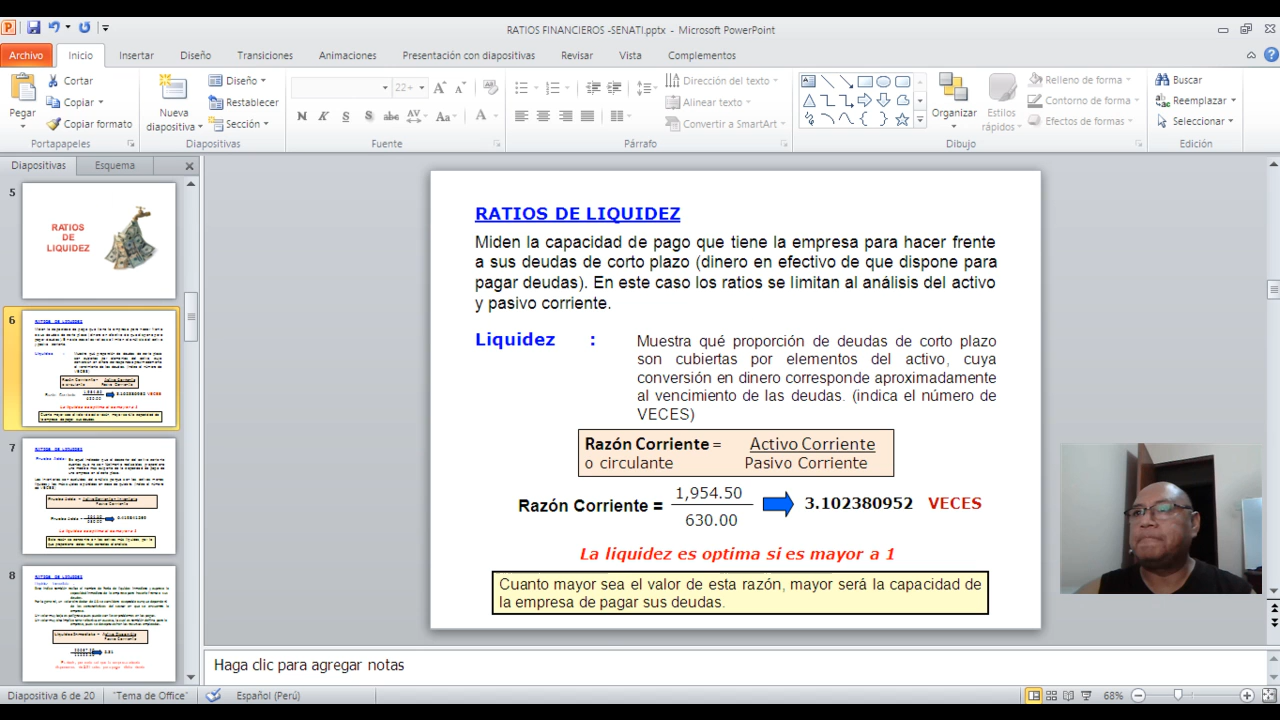 RATIOS FINANCIEROS -SENATI.pptx - Microsoft PowerPoint
Archivo Inicio Insertar Diseño Transiciones Animaciones Presentación con diapositivas Revisar Vista Complementos
Pegar
Cortar
Copiar
Copiar formato
Portapapeles
Nueva
diapositiva
Diseño
Restablecer
Sección
Diapositivas
22+
Fuente
Dirección del texto
Alinear texto
Convertir a SmartArt
Párrafo
Organizar
Estilos
rápidos
Relleno de forma
Contorno de forma
Efectos de formas
Dibujo
Buscar
Reemplazar
Seleccionar
Edición
Diapositivas Esquema
5
RATIOS
DE
LIQUIDEZ
6
7
8
RATIOS DE LIQUIDEZ
Miden la capacidad de pago que tiene la empresa para hacer frente
a sus deudas de corto plazo (dinero en efectivo de que dispone para
pagar deudas). En este caso los ratios se limitan al análisis del activo
y pasivo corriente.
Liquidez : Muestra qué proporción de deudas de corto plazo
son cubiertas por elementos del activo, cuya
conversión en dinero corresponde aproximadamente
al vencimiento de las deudas. (indica el número de
VECES)
Razón Corriente = Activo Corriente
o circulante Pasivo Corriente
Razón Corriente = 1,954.50
630.00
3.102380952 VECES
La liquidez es optima si es mayor a 1
Cuanto mayor sea el valor de esta razón, mayor será la capacidad de
la empresa de pagar sus deudas.
Haga clic para agregar notas
Diapositiva 6 de 20 "Tema de Office" Español (Perú) 68%